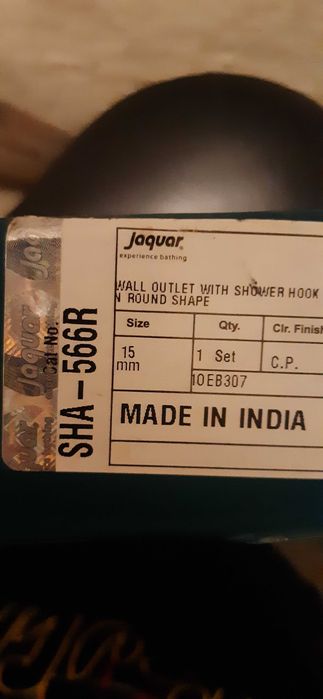 Jaquar
experience bathing
WALL OUTLET WITH SHOWER HOOK
N ROUND SHAPE
Size Qty. Clr. Finish
15 mm 1 Set C.P.
10EB307
MADE IN INDIA
Cat No.
SHA-566R
Jaquar